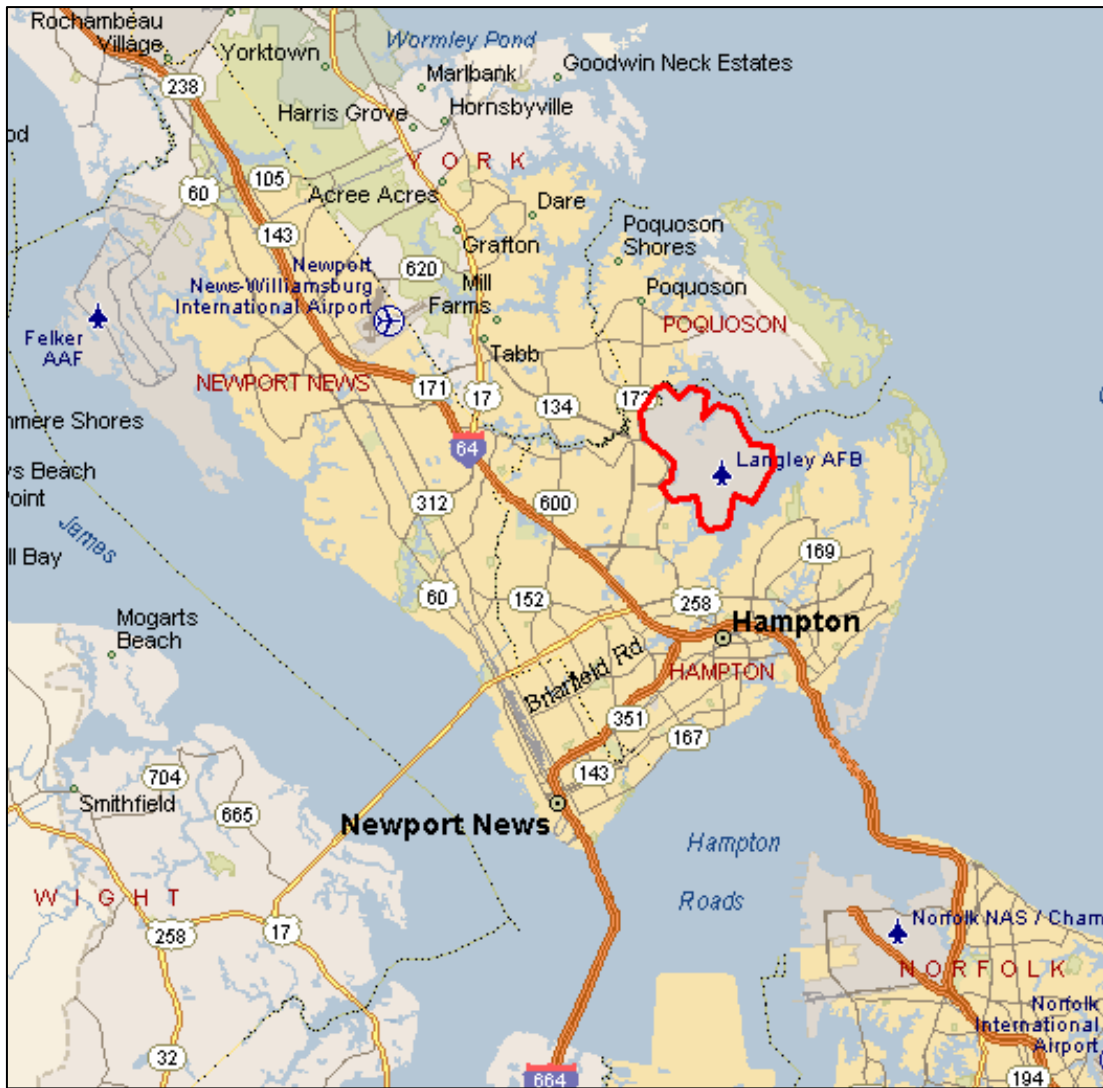 Rochambeau
Village
Yorktown
Wormley Pond
Marlbank
Goodwin Neck Estates
238
Harris Grove
Hornsbyville
YORK
60
105
Acree Acres
Dare
143
Grafton
Poquoson
Shores
Newport
News-Williamsburg
International Airport
620
Mill
Farms
Poquoson
POQUOSON
Felker
AAF
Tabb
NEWPORT NEWS
171
17
134
nmere Shores
64
Langley AFB
ys Beach
Point
312
600
James
ll Bay
169
60
152
258
Mogarts
Beach
Hampton
Briarfield Rd
HAMPTON
351
167
704
143
Smithfield
665
Newport News
Hampton
Roads
WIGHT
258
17
Norfolk NAS / Cham
NORFOLK
Norfolk
International
Airport
32
664
194